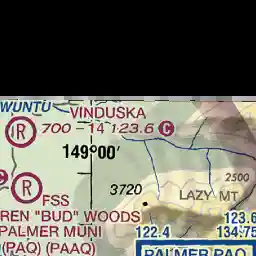 WUNTU
VINDUSKA
R 700 - 14 123.6 C
149°00'
R
2500
3720
LAZY MT
FSS
REN "BUD" WOODS
123.6
PALMER MUNI
122.4 134.75
(PAQ) (PAAQ)
PALMER PAQ